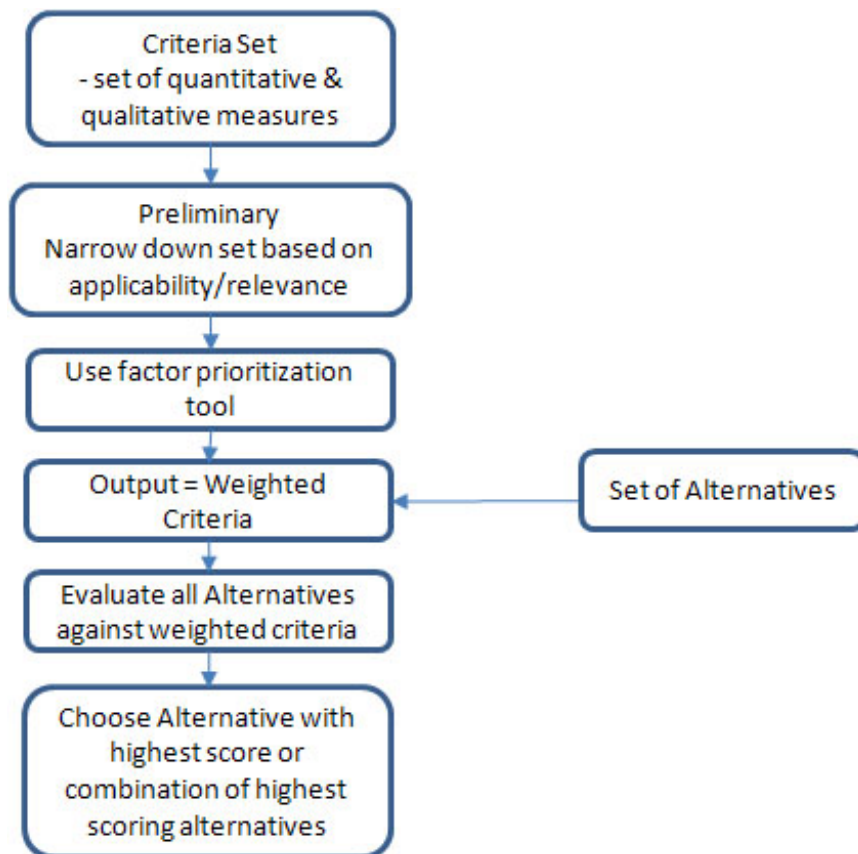 Criteria Set
- set of quantitative &
qualitative measures
Preliminary
Narrow down set based on
applicability/relevance
Use factor prioritization
tool
Output = Weighted
Criteria
Set of Alternatives
Evaluate all Alternatives
against weighted criteria
Choose Alternative with
highest score or
combination of highest
scoring alternatives